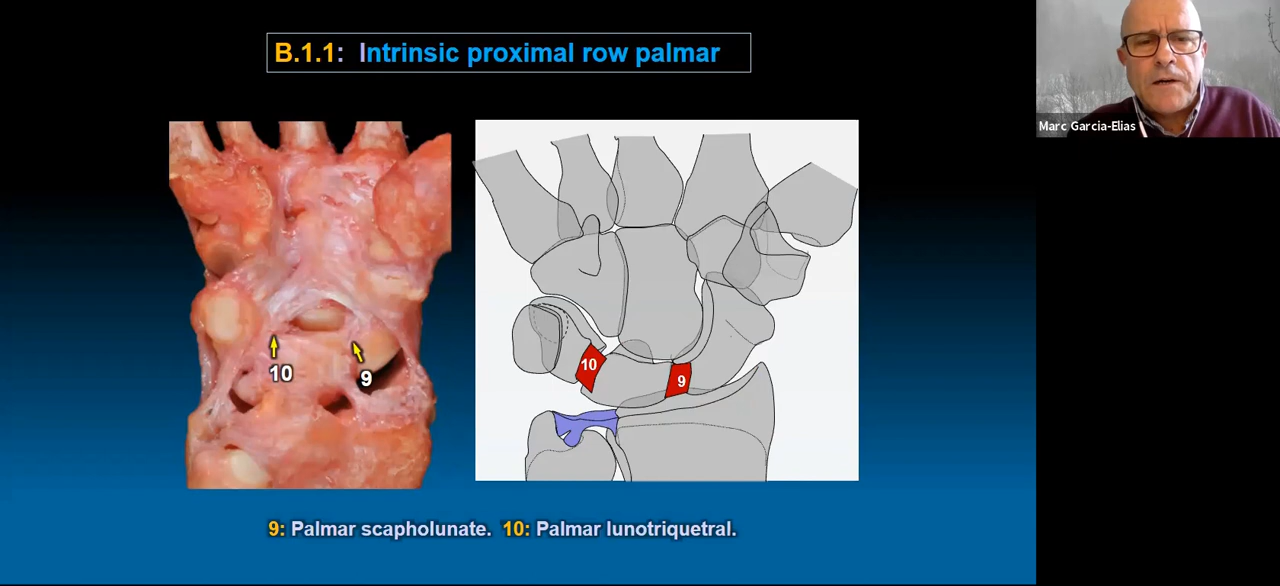 B.1.1: Intrinsic proximal row palmar
Marc Garcia-Elias
10
9
10
9
9: Palmar scapholunate. 10: Palmar lunotriquetral.